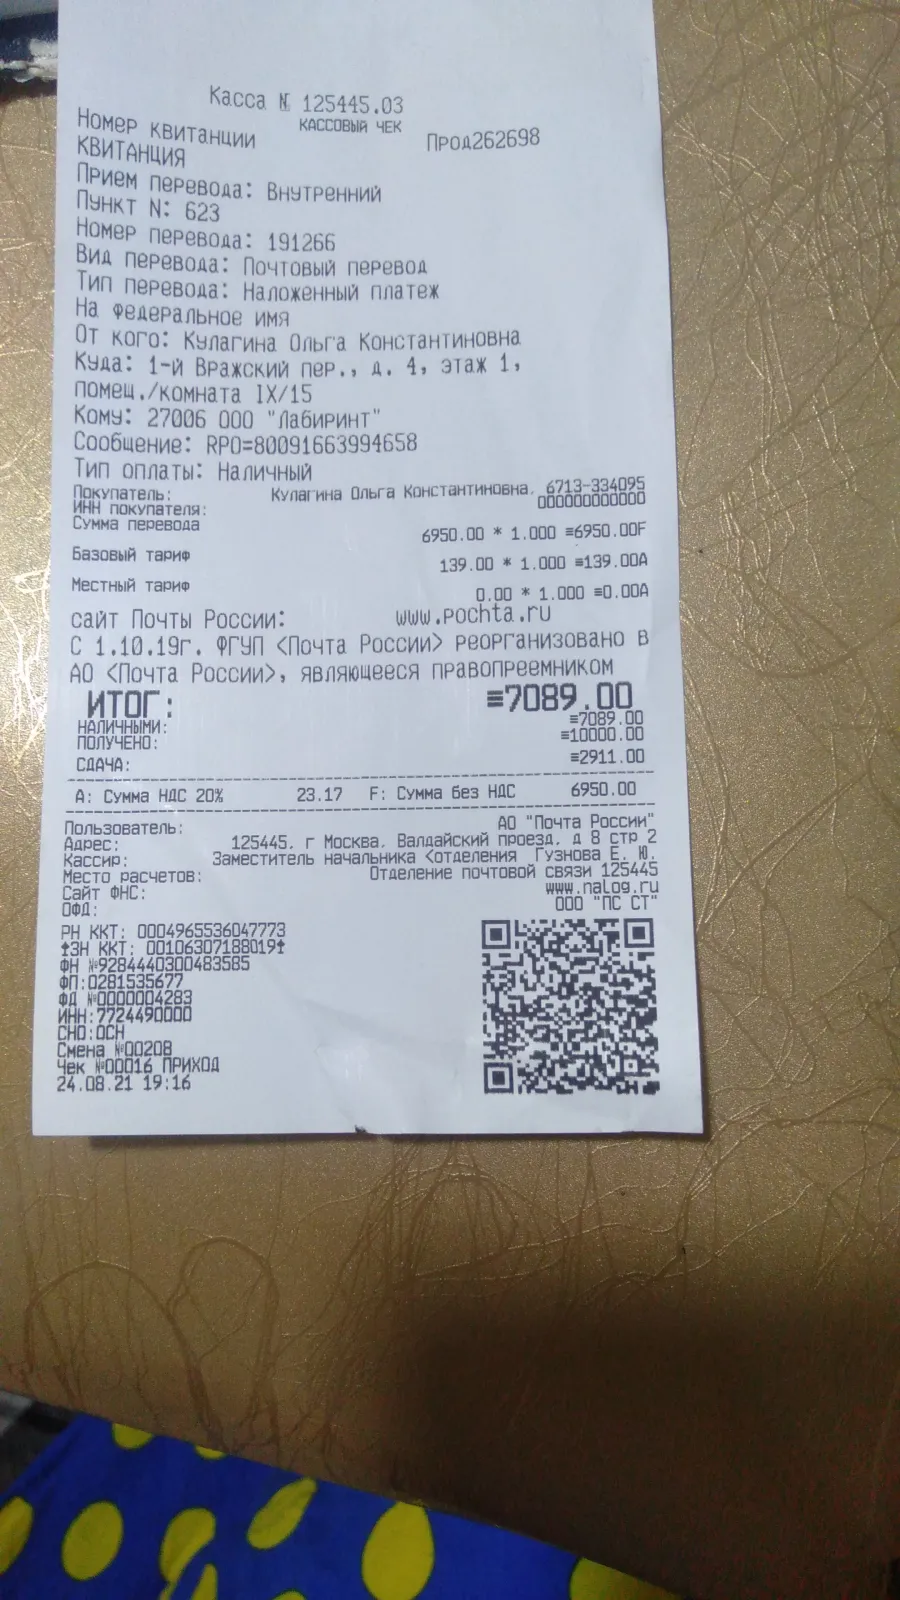 Касса № 125445.03
КАССОВЫЙ ЧЕК
Номер квитанции Прод262698
КВИТАНЦИЯ
Прием перевода: Внутренний
Пункт N: 623
Номер перевода: 191266
Вид перевода: Почтовый перевод
Тип перевода: Наложенный платеж
На федеральное имя
От кого: Кулагина Ольга Константиновна
Куда: 1-й Вражский пер., д. 4, этаж 1,
помещ./комната IX/15
Кому: 27006 ООО "Лабиринт"
Сообщение: RPO=80091663994658
Тип оплаты: Наличный
Покупатель: Кулагина Ольга Константиновна, 6713-334095
ИНН покупателя: 000000000000
Сумма перевода
6950.00 * 1.000 ≡6950.00F
Базовый тариф
139.00 * 1.000 ≡139.00А
Местный тариф
0.00 * 1.000 ≡0.00А
сайт Почты России: www.pochta.ru
С 1.10.19г. ФГУП <Почта России> реорганизовано в
АО <Почта России>, являющееся правопреемником
ИТОГ: ≡7089.00
НАЛИЧНЫМИ: ≡7089.00
ПОЛУЧЕНО: ≡10000.00
СДАЧА: ≡2911.00
А: Сумма НДС 20% 23.17 F: Сумма без НДС 6950.00
Пользователь: АО "Почта России"
Адрес: 125445, г Москва, Валдайский проезд, д 8 стр 2
Кассир: Заместитель начальника <отделения Гузнова Е. Ю.
Место расчетов: Отделение почтовой связи 125445
Сайт ФНС: www.nalog.ru
ОФД: ООО "ПС СТ"
РН ККТ: 0004965536047773
↑ЗН ККТ: 00106307188019↑
ФН №9284440300483585
ФП:0281535677
ФД №0000004283
ИНН:7724490000
СНО:ОСН
Смена №00208
Чек №00016 ПРИХОД
24.08.21 19:16